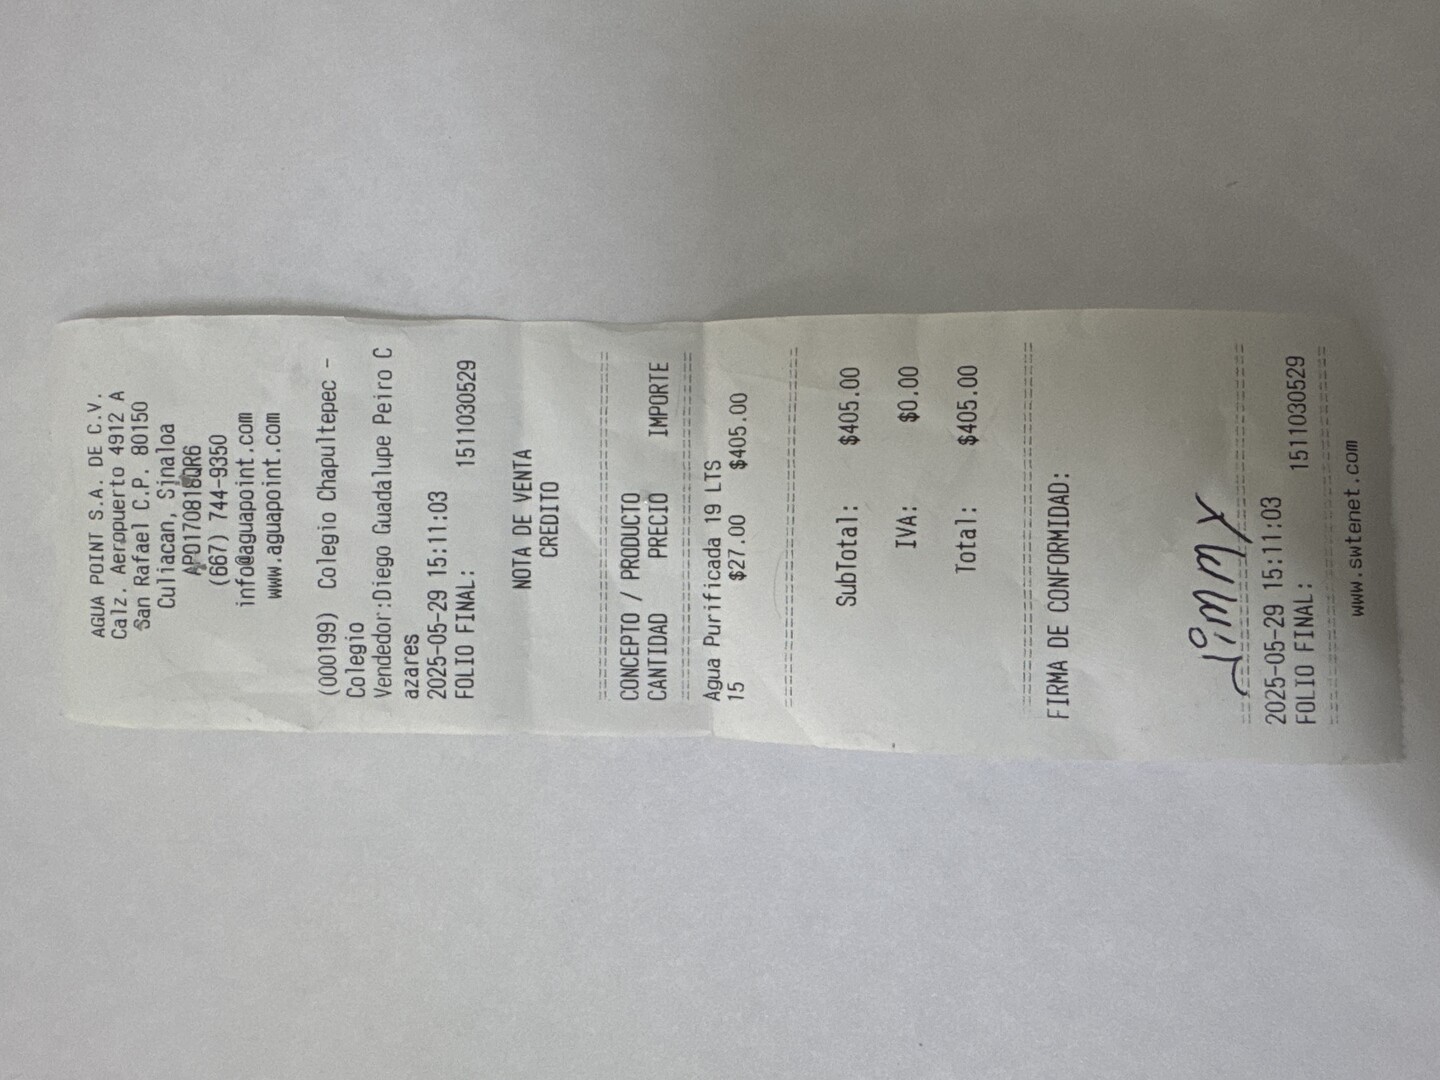 AGUA POINT S.A. DE C.V.
Calz. Aeropuerto 4912 A
San Rafael C.P. 80150
Culiacan, Sinaloa
APO170818QR6
(667) 744-9350
info@aguapoint.com
www.aguapoint.com
(000199) Colegio Chapultepec -
Colegio
Vendedor:Diego Guadalupe Peiro C
azares
2025-05-29 15:11:03
FOLIO FINAL: 1511030529
NOTA DE VENTA
CREDITO
================================
CONCEPTO / PRODUCTO
CANTIDAD PRECIO IMPORTE
================================
Agua Purificada 19 LTS
15 $27.00 $405.00
================================
SubTotal: $405.00
IVA: $0.00
Total: $405.00
================================
FIRMA DE CONFORMIDAD:
Jimmy
================================
2025-05-29 15:11:03
FOLIO FINAL: 1511030529
================================
www.swtenet.com